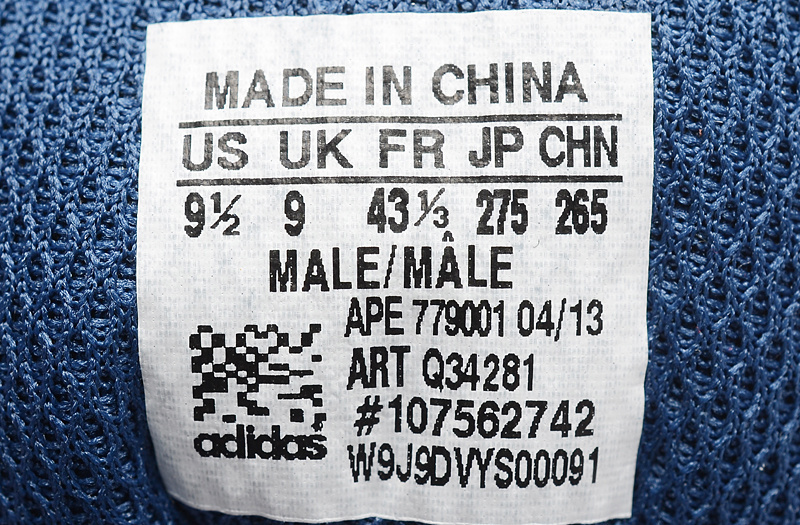 MADE IN CHINA
US UK FR JP CHN
9½ 9 43⅓ 275 265
MALE/MÂLE
APE 779001 04/13
ART Q34281
#107562742
adidas
W9J9DVYS00091